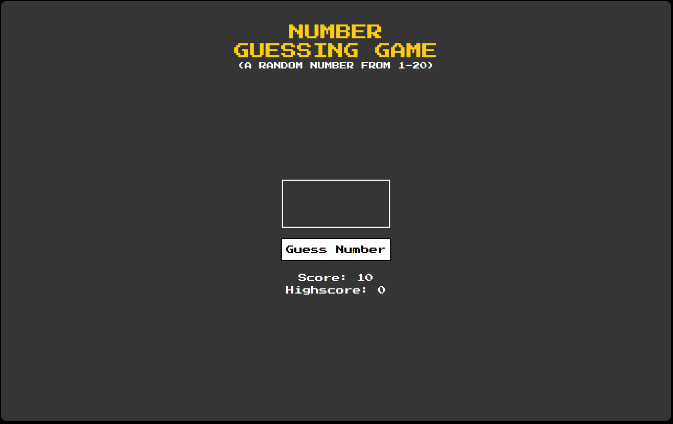 NUMBER
GUESSING GAME
(A RANDOM NUMBER FROM 1-20)
Guess Number
Score: 10
Highscore: 0